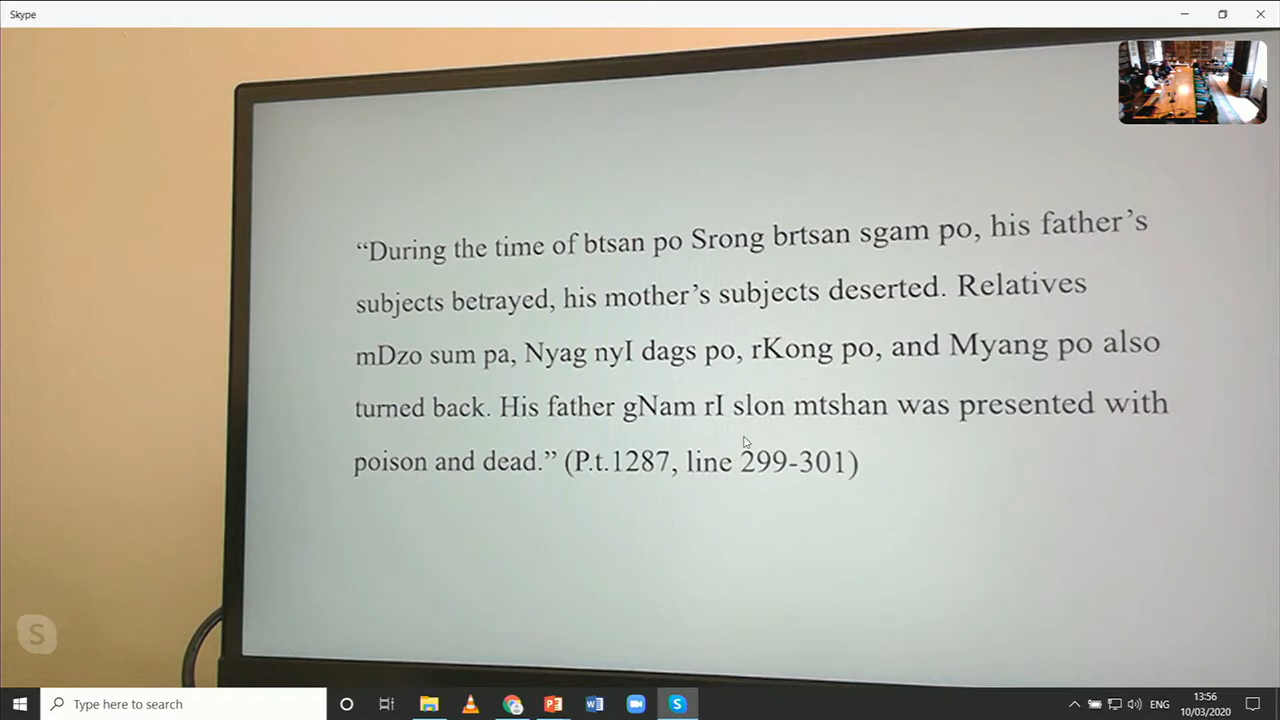 Skype
“During the time of btsan po Srong brtsan sgam po, his father’s
subjects betrayed, his mother’s subjects deserted. Relatives
mDzo sum pa, Nyag nyI dags po, rKong po, and Myang po also
turned back. His father gNam rI slon mtshan was presented with
poison and dead.” (P.t.1287, line 299-301)
S
Type here to search
ENG
13:56
10/03/2020